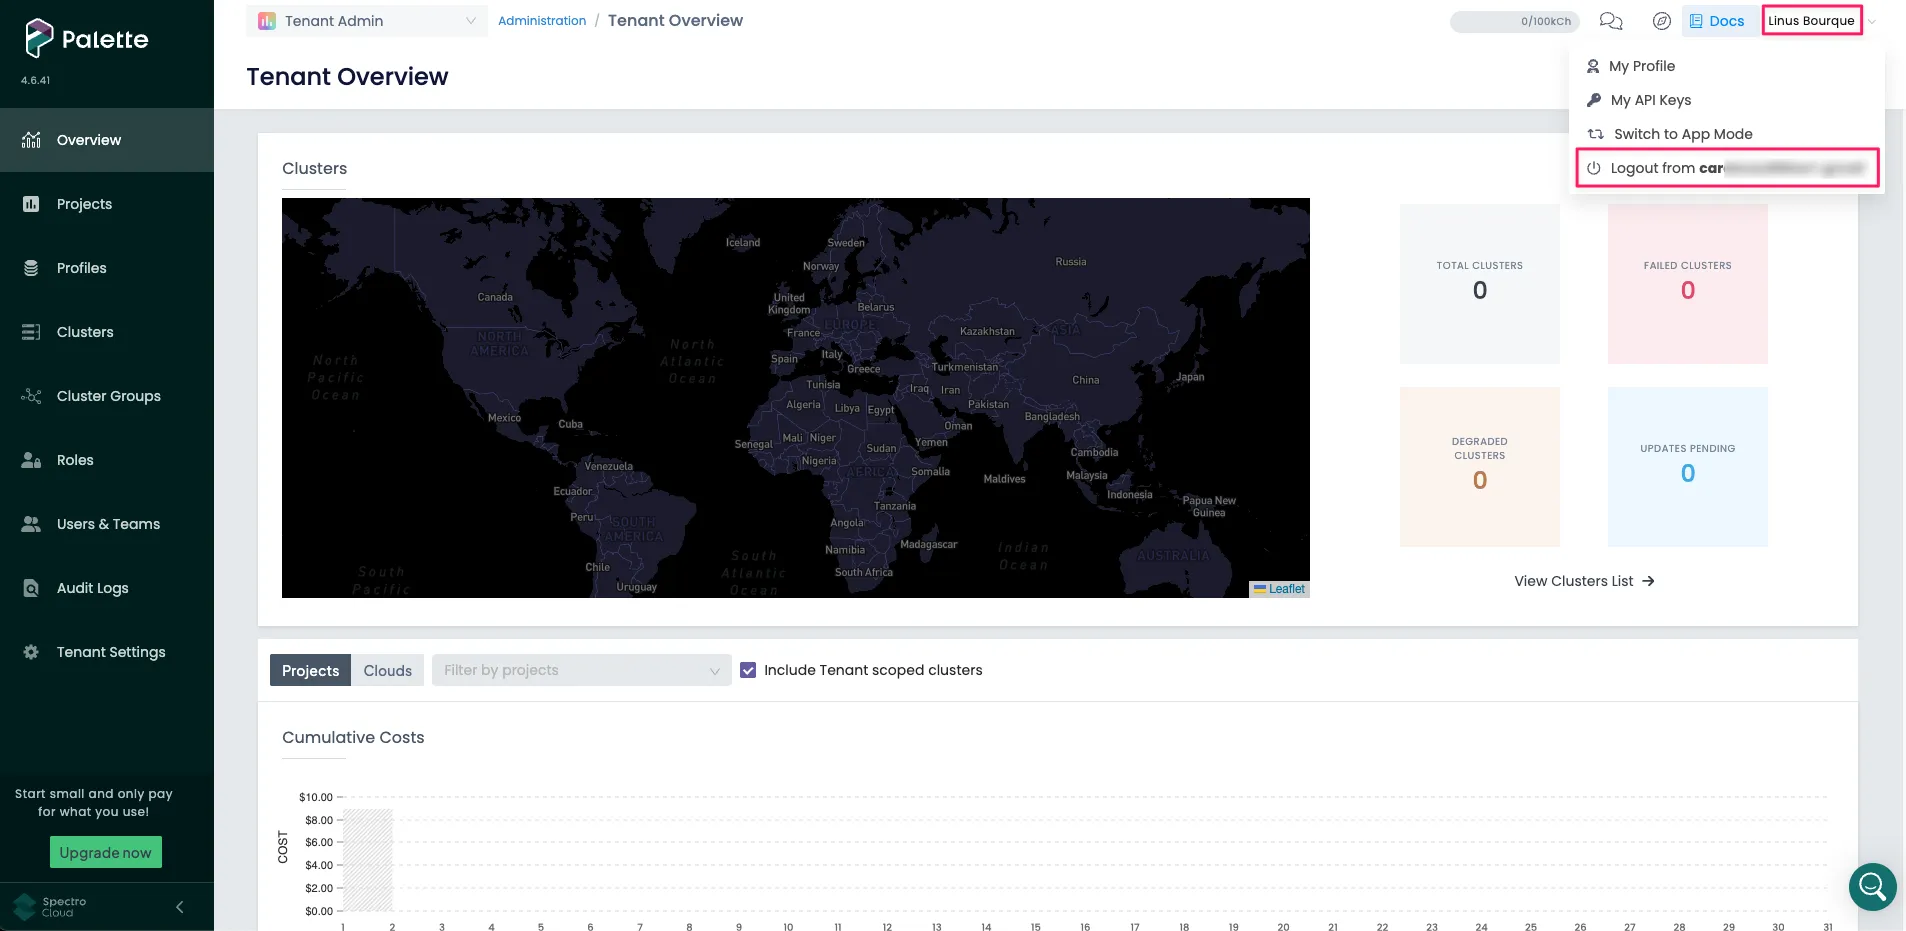 Palette
4.6.41
Overview
Projects
Profiles
Clusters
Cluster Groups
Roles
Users & Teams
Audit Logs
Tenant Settings
Start small and only pay
for what you use!
Upgrade now
Spectro
Cloud
Tenant Admin
Administration / Tenant Overview
0/100kCh
Docs
Linus Bourque
Tenant Overview
My Profile
My API Keys
Switch to App Mode
Logout from car
Clusters
Iceland
Sweden
Norway
Russia
Canada
United
Kingdom
Belarus
EUROPE
France
Kazakhstan
ASIA
NORTH
AMERICA
North
Atlantic
Ocean
North
Pacific
Ocean
Spain
Italy
Greece
Turkmenistan
China
Japan
Tunisia
Iraq
Iran
Algeria
Libya
Egypt
Pakistan
Bangladesh
Mexico
Cuba
Oman
Senegal
Mali
Niger
Sudan
Yemen
Cambodia
Venezuela
Nigeria
AFRICA
Somalia
Maldives
Malaysia
Ecuador
Indonesia
Papua New
Guinea
Peru
SOUTH
AMERICA
Tanzania
Angola
Namibia
Madagascar
Indian
Ocean
AUSTRALIA
South
Atlantic
Ocean
Chile
South Africa
South
Pacific
Uruguay
Leaflet
TOTAL CLUSTERS
0
FAILED CLUSTERS
0
DEGRADED
CLUSTERS
0
UPDATES PENDING
0
View Clusters List
Projects
Clouds
Filter by projects
Include Tenant scoped clusters
Cumulative Costs
COST
$10.00
$8.00
$6.00
$4.00
$2.00
$0.00
1 2 3 4 5 6 7 8 9 10 11 12 13 14 15 16 17 18 19 20 21 22 23 24 25 26 27 28 29 30 31